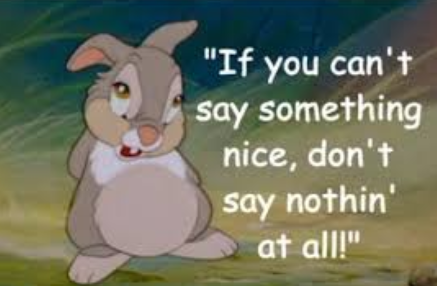 "If you can't
say something
nice, don't
say nothin'
at all!"